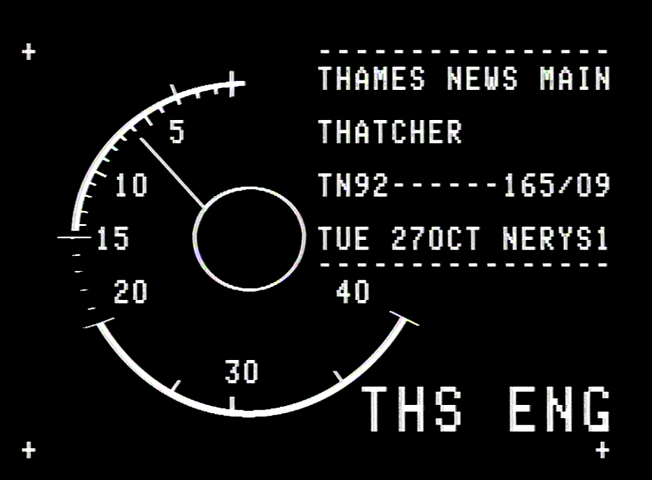 THAMES NEWS MAIN
THATCHER
TN92------165/09
TUE 27OCT NERYS1
5
10
15
20
30
40
THS ENG